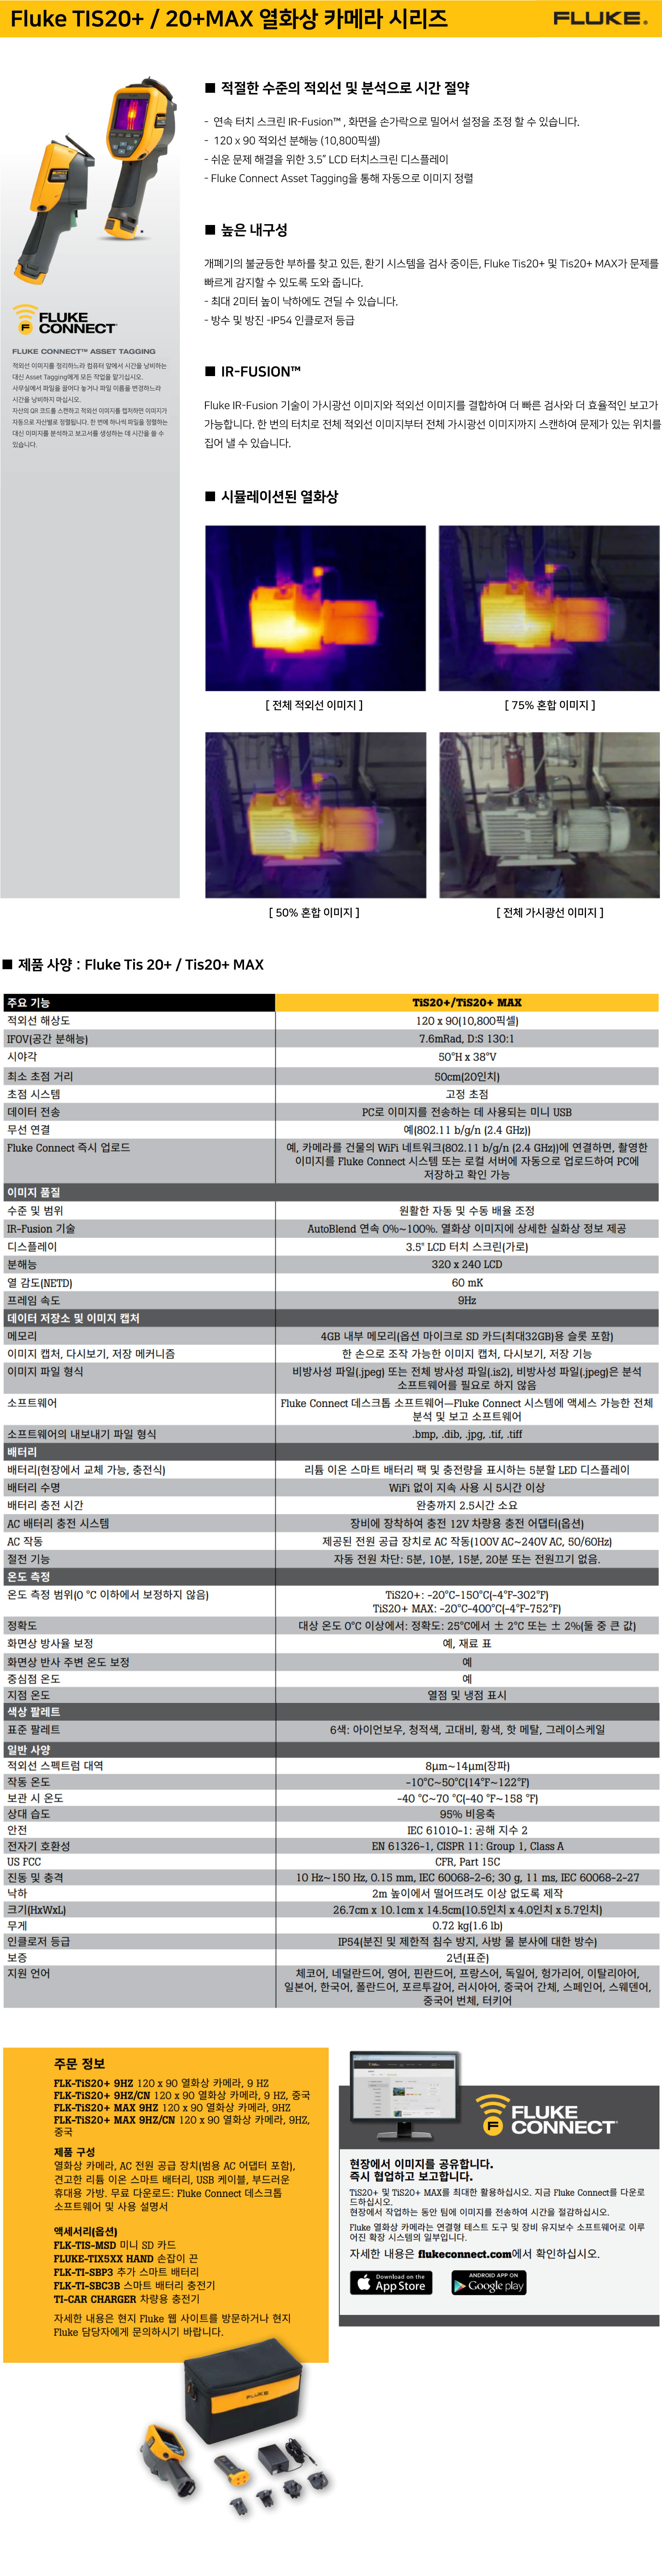 Fluke TIS20+ / 20+MAX 열화상 카메라 시리즈
FLUKE®
■ 적절한 수준의 적외선 및 분석으로 시간 절약
- 연속 터치 스크린 IR-Fusion™ , 화면을 손가락으로 밀어서 설정을 조정 할 수 있습니다.
- 120 x 90 적외선 분해능 (10,800픽셀)
- 쉬운 문제 해결을 위한 3.5” LCD 터치스크린 디스플레이
- Fluke Connect Asset Tagging을 통해 자동으로 이미지 정렬
■ 높은 내구성
개폐기의 불균등한 부하를 찾고 있든, 환기 시스템을 검사 중이든, Fluke Tis20+ 및 Tis20+ MAX가 문제를
빠르게 감지할 수 있도록 도와 줍니다.
- 최대 2미터 높이 낙하에도 견딜 수 있습니다.
- 방수 및 방진 -IP54 인클로저 등급
FLUKE
CONNECT™
FLUKE CONNECT™ ASSET TAGGING
적외선 이미지를 정리하느라 컴퓨터 앞에서 시간을 낭비하는
대신 Asset Tagging에게 모든 작업을 맡기십시오.
사무실에서 파일을 끌어다 놓거나 파일 이름을 변경하느라
시간을 낭비하지 마십시오.
자산의 QR 코드를 스캔하고 적외선 이미지를 캡처하면 이미지가
자동으로 자산별로 정렬됩니다. 한 번에 하나씩 파일을 정렬하는
대신 이미지를 분석하고 보고서를 생성하는 데 시간을 쓸 수
있습니다.
■ IR-FUSION™
Fluke IR-Fusion 기술이 가시광선 이미지와 적외선 이미지를 결합하여 더 빠른 검사와 더 효율적인 보고가
가능합니다. 한 번의 터치로 전체 적외선 이미지부터 전체 가시광선 이미지까지 스캔하여 문제가 있는 위치를
집어 낼 수 있습니다.
■ 시뮬레이션된 열화상
[ 전체 적외선 이미지 ]
[ 75% 혼합 이미지 ]
[ 50% 혼합 이미지 ]
[ 전체 가시광선 이미지 ]
■ 제품 사양 : Fluke Tis 20+ / Tis20+ MAX
주요 기능 TiS20+/TiS20+ MAX
적외선 해상도 120 x 90(10,800픽셀)
IFOV(공간 분해능) 7.6mRad, D:S 130:1
시야각 50°H x 38°V
최소 초점 거리 50cm(20인치)
초점 시스템 고정 초점
데이터 전송 PC로 이미지를 전송하는 데 사용되는 미니 USB
무선 연결 예(802.11 b/g/n (2.4 GHz))
Fluke Connect 즉시 업로드 예, 카메라를 건물의 WiFi 네트워크(802.11 b/g/n (2.4 GHz))에 연결하면, 촬영한
이미지를 Fluke Connect 시스템 또는 로컬 서버에 자동으로 업로드하여 PC에
저장하고 확인 가능
이미지 품질
수준 및 범위 원활한 자동 및 수동 배율 조정
IR-Fusion 기술 AutoBlend 연속 0%~100%. 열화상 이미지에 상세한 실화상 정보 제공
디스플레이 3.5" LCD 터치 스크린(가로)
분해능 320 x 240 LCD
열 감도(NETD) 60 mK
프레임 속도 9Hz
데이터 저장소 및 이미지 캡처
메모리 4GB 내부 메모리(옵션 마이크로 SD 카드(최대32GB)용 슬롯 포함)
이미지 캡처, 다시보기, 저장 메커니즘 한 손으로 조작 가능한 이미지 캡처, 다시보기, 저장 기능
이미지 파일 형식 비방사성 파일(.jpeg) 또는 전체 방사성 파일(.is2), 비방사성 파일(.jpeg)은 분석
소프트웨어를 필요로 하지 않음
소프트웨어 Fluke Connect 데스크톱 소프트웨어—Fluke Connect 시스템에 액세스 가능한 전체
분석 및 보고 소프트웨어
소프트웨어의 내보내기 파일 형식 .bmp, .dib, .jpg, .tif, .tiff
배터리
배터리(현장에서 교체 가능, 충전식) 리튬 이온 스마트 배터리 팩 및 충전량을 표시하는 5분할 LED 디스플레이
배터리 수명 WiFi 없이 지속 사용 시 5시간 이상
배터리 충전 시간 완충까지 2.5시간 소요
AC 배터리 충전 시스템 장비에 장착하여 충전 12V 차량용 충전 어댑터(옵션)
AC 작동 제공된 전원 공급 장치로 AC 작동(100V AC~240V AC, 50/60Hz)
절전 기능 자동 전원 차단: 5분, 10분, 15분, 20분 또는 전원끄기 없음.
온도 측정
온도 측정 범위(0 °C 이하에서 보정하지 않음) TiS20+: -20°C-150°C(-4°F-302°F)
TiS20+ MAX: -20°C-400°C(-4°F-752°F)
정확도 대상 온도 0°C 이상에서: 정확도: 25°C에서 ± 2°C 또는 ± 2%(둘 중 큰 값)
화면상 방사율 보정 예, 재료 표
화면상 반사 주변 온도 보정 예
중심점 온도 예
지점 온도 열점 및 냉점 표시
색상 팔레트
표준 팔레트 6색: 아이언보우, 청적색, 고대비, 황색, 핫 메탈, 그레이스케일
일반 사양
적외선 스펙트럼 대역 8µm~14µm(장파)
작동 온도 -10°C~50°C(14°F~122°F)
보관 시 온도 -40 °C~70 °C(-40 °F~158 °F)
상대 습도 95% 비응축
안전 IEC 61010-1: 공해 지수 2
전자기 호환성 EN 61326-1, CISPR 11: Group 1, Class A
US FCC CFR, Part 15C
진동 및 충격 10 Hz~150 Hz, 0.15 mm, IEC 60068-2-6; 30 g, 11 ms, IEC 60068-2-27
낙하 2m 높이에서 떨어뜨려도 이상 없도록 제작
크기(HxWxL) 26.7cm x 10.1cm x 14.5cm(10.5인치 x 4.0인치 x 5.7인치)
무게 0.72 kg(1.6 lb)
인클로저 등급 IP54(분진 및 제한적 침수 방지, 사방 물 분사에 대한 방수)
보증 2년(표준)
지원 언어 체코어, 네덜란드어, 영어, 핀란드어, 프랑스어, 독일어, 헝가리어, 이탈리아어,
일본어, 한국어, 폴란드어, 포르투갈어, 러시아어, 중국어 간체, 스페인어, 스웨덴어,
중국어 번체, 터키어
주문 정보
FLK-TiS20+ 9HZ 120 x 90 열화상 카메라, 9 HZ
FLK-TiS20+ 9HZ/CN 120 x 90 열화상 카메라, 9 HZ, 중국
FLK-TiS20+ MAX 9HZ 120 x 90 열화상 카메라, 9HZ
FLK-TiS20+ MAX 9HZ/CN 120 x 90 열화상 카메라, 9HZ,
중국
제품 구성
열화상 카메라, AC 전원 공급 장치(범용 AC 어댑터 포함),
견고한 리튬 이온 스마트 배터리, USB 케이블, 부드러운
휴대용 가방. 무료 다운로드: Fluke Connect 데스크톱
소프트웨어 및 사용 설명서
액세서리(옵션)
FLK-TIS-MSD 미니 SD 카드
FLUKE-TIX5XX HAND 손잡이 끈
FLK-TI-SBP3 추가 스마트 배터리
FLK-TI-SBC3B 스마트 배터리 충전기
TI-CAR CHARGER 차량용 충전기
자세한 내용은 현지 Fluke 웹 사이트를 방문하거나 현지
Fluke 담당자에게 문의하시기 바랍니다.
FLUKE
FLUKE
CONNECT™
현장에서 이미지를 공유합니다.
즉시 협업하고 보고합니다.
TiS20+ 및 TiS20+ MAX를 최대한 활용하십시오. 지금 Fluke Connect를 다운로
드하십시오.
현장에서 작업하는 동안 팀에 이미지를 전송하여 시간을 절감하십시오.
Fluke 열화상 카메라는 연결형 테스트 도구 및 장비 유지보수 소프트웨어로 이루
어진 확장 시스템의 일부입니다.
자세한 내용은 flukeconnect.com에서 확인하십시오.
Download on the
App Store
ANDROID APP ON
Google play